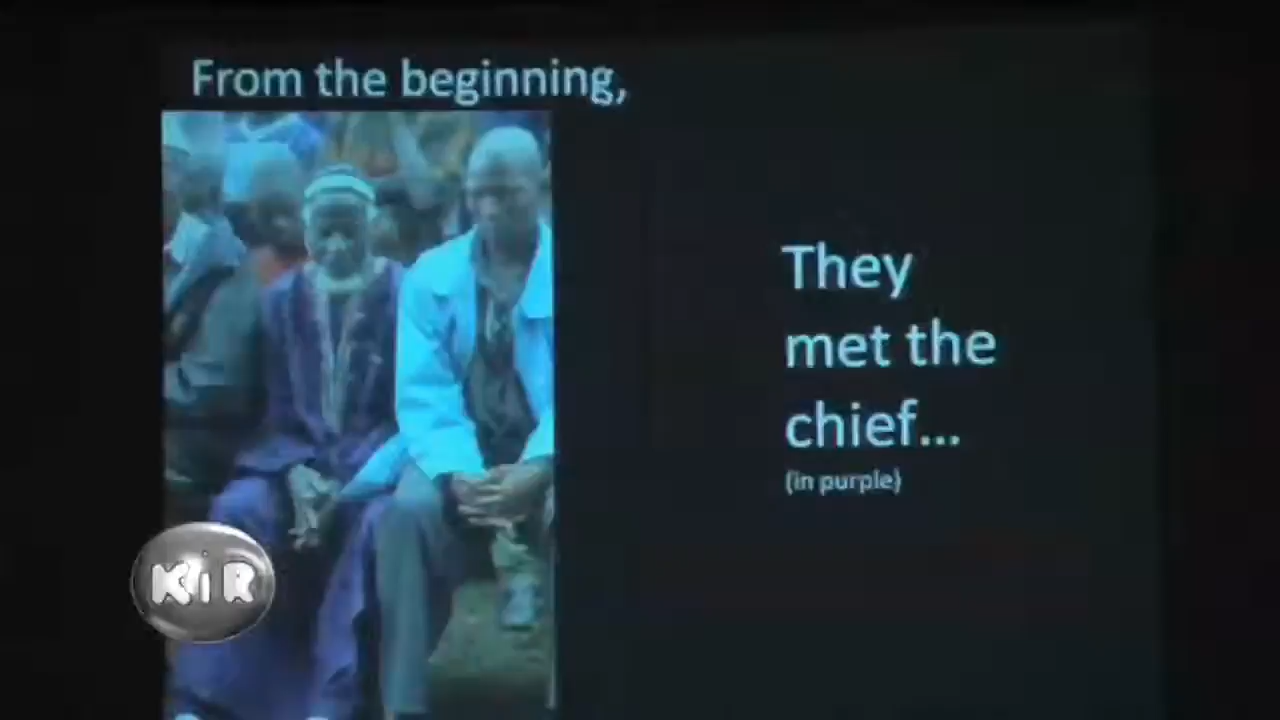 From the beginning,
They
met the
chief...
(in purple)
KiR